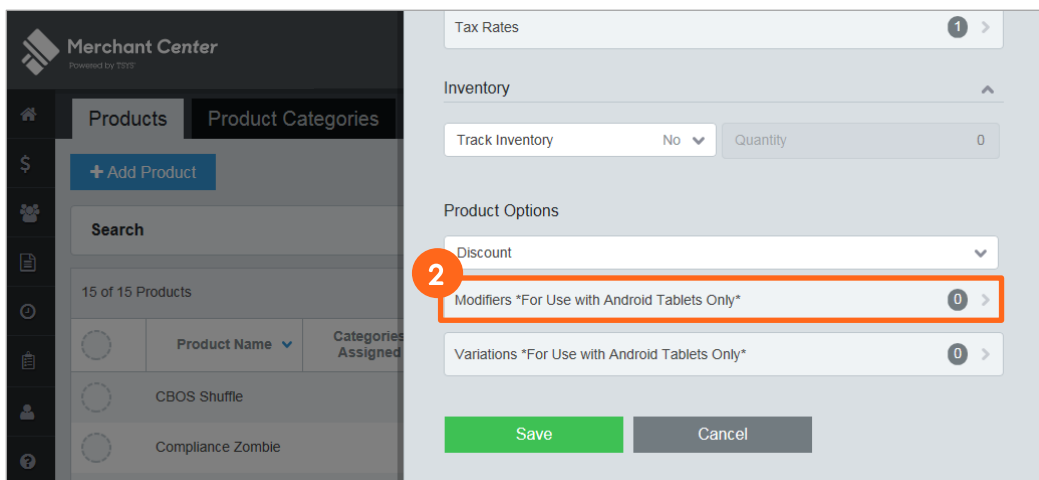 Merchant Center
Powered by TSYS
Products
Product Categories
+ Add Product
Search
15 of 15 Products
Product Name
Categories
Assigned
CBOS Shuffle
Compliance Zombie
Tax Rates 1
Inventory
Track Inventory No
Quantity 0
Product Options
Discount
2
Modifiers *For Use with Android Tablets Only* 0
Variations *For Use with Android Tablets Only* 0
Save
Cancel